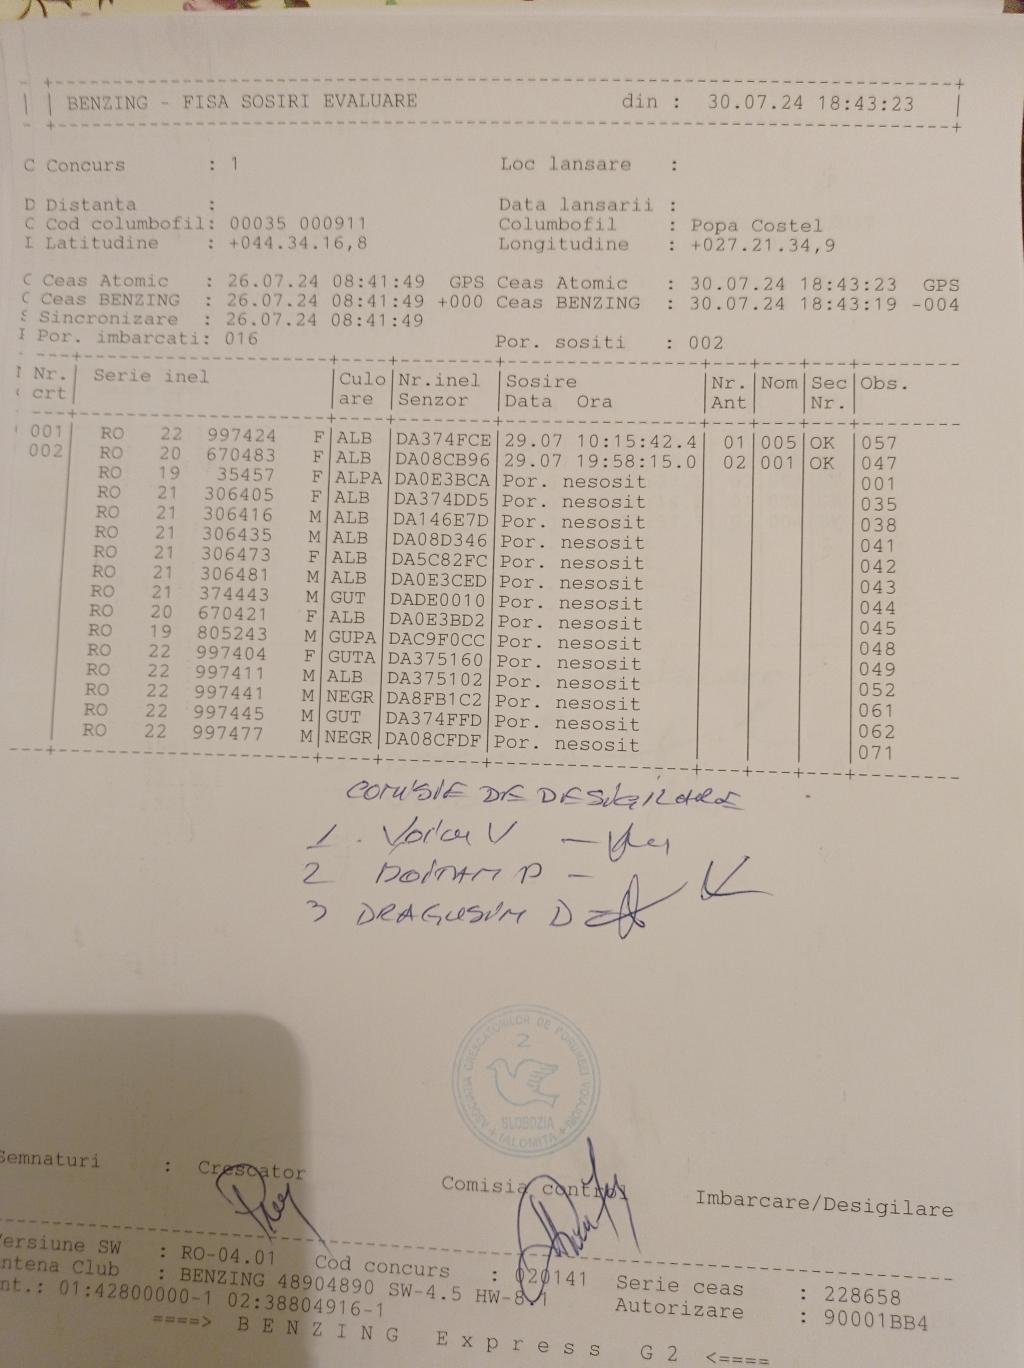 BENZING - FISA SOSIRI EVALUARE din : 30.07.24 18:43:23
C Concurs : 1 Loc lansare :
D Distanta : Data lansarii :
C Cod columbofil: 00035 000911 Columbofil : Popa Costel
I Latitudine : +044.34.16,8 Longitudine : +027.21.34,9
C Ceas Atomic : 26.07.24 08:41:49 GPS Ceas Atomic : 30.07.24 18:43:23 GPS
C Ceas BENZING : 26.07.24 08:41:49 +000 Ceas BENZING : 30.07.24 18:43:19 -004
S Sincronizare : 26.07.24 08:41:49
I Por. imbarcati: 016 Por. sositi : 002
Nr. Serie inel Culo Nr.inel Sosire Nr. Nom Sec Obs.
crt are Senzor Data Ora Ant Nr.
001 RO 22 997424 F ALB DA374FCE 29.07 10:15:42.4 01 005 OK 057
002 RO 20 670483 F ALB DA08CB96 29.07 19:58:15.0 02 001 OK 047
RO 19 35457 F ALPA DA0E3BCA Por. nesosit 001
RO 21 306405 F ALB DA374DD5 Por. nesosit 035
RO 21 306416 M ALB DA146E7D Por. nesosit 038
RO 21 306435 M ALB DA08D346 Por. nesosit 041
RO 21 306473 F ALB DA5C82FC Por. nesosit 042
RO 21 306481 M ALB DA0E3CED Por. nesosit 043
RO 21 374443 M GUT DADE0010 Por. nesosit 044
RO 20 670421 F ALB DA0E3BD2 Por. nesosit 045
RO 19 805243 M GUPA DAC9F0CC Por. nesosit 048
RO 22 997404 F GUTA DA375160 Por. nesosit 049
RO 22 997411 M ALB DA375102 Por. nesosit 052
RO 22 997441 M NEGR DA8FB1C2 Por. nesosit 061
RO 22 997445 M GUT DA374FFD Por. nesosit 062
RO 22 997477 M NEGR DA08CFDF Por. nesosit 071
COMISIE DE DESIGILARE
1. V
2 P
3 DRAGUSIN D
ASOCIATIA CRESCATORILOR DE PORUMBEI VOIAJORI
2
SLOBOZIA
IALOMITA
Semnaturi : Crescator Comisia control Imbarcare/Desigilare
Versiune SW : RO-04.01 Cod concurs : 020141 Serie ceas : 228658
Antena Club : BENZING 48904890 SW-4.5 HW-8.1 Autorizare : 90001BB4
nt.: 01:42800000-1 02:38804916-1
====> B E N Z I N G E x p r e s s G 2 <====